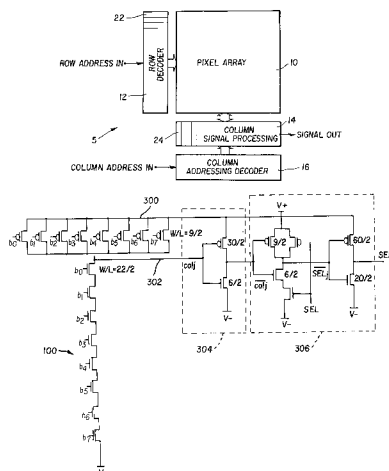 22
ROW ADDRESS IN
ROW DECODER
PIXEL ARRAY
10
12
5
24
COLUMN SIGNAL PROCESSING
14
SIGNAL OUT
COLUMN ADDRESS IN
COLUMN ADDRESSING DECODER
16
300
V+
b0 b1 b2 b3 b4 b5 b6 b7 W/L=9/2
30/2
9/2
60/2
b0 W/L=22/2
302
colj
colj
6/2
6/2
SELj
20/2
SEL
b1
b2
V-
SEL
V-
b3
V-
100
304
306
b4
b5
b6
b7